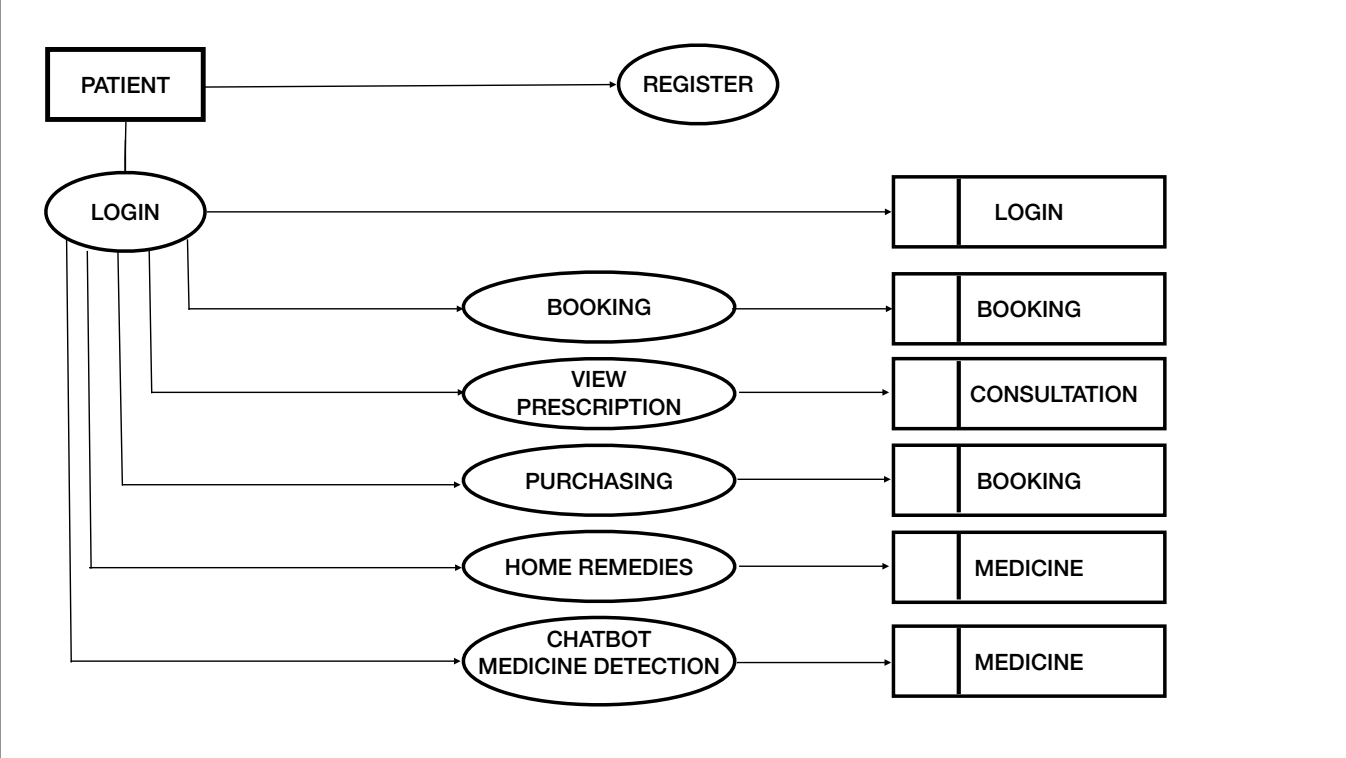 PATIENT
REGISTER
LOGIN
LOGIN
BOOKING
BOOKING
VIEW
PRESCRIPTION
CONSULTATION
PURCHASING
BOOKING
HOME REMEDIES
MEDICINE
CHATBOT
MEDICINE DETECTION
MEDICINE